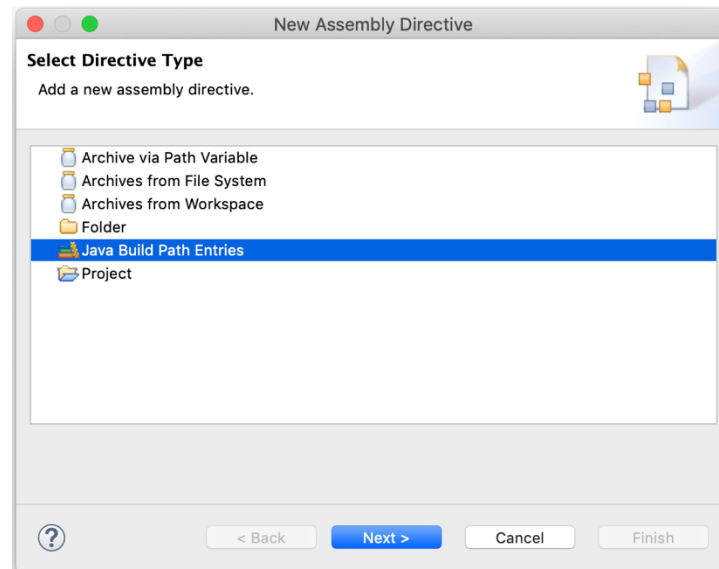 New Assembly Directive
Select Directive Type
Add a new assembly directive.
Archive via Path Variable
Archives from File System
Archives from Workspace
Folder
Java Build Path Entries
Project
?
< Back
Next >
Cancel
Finish